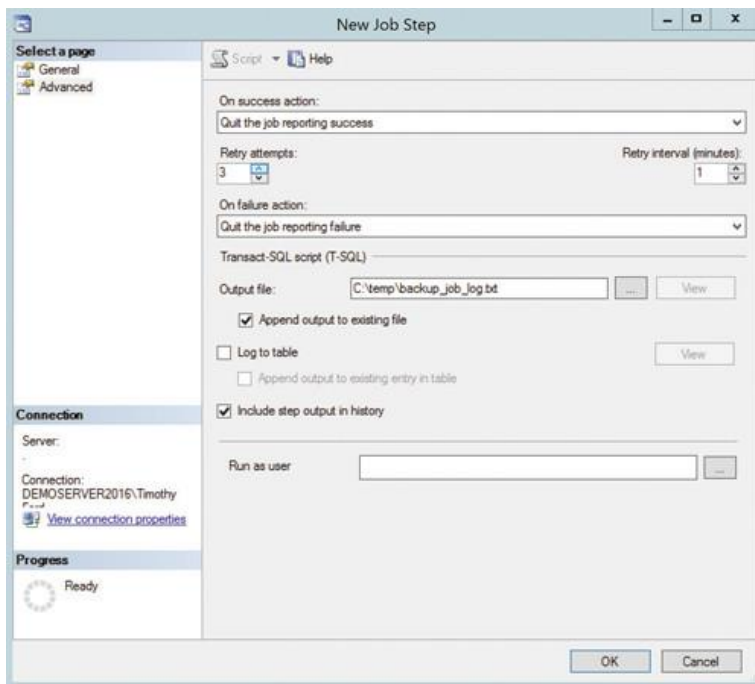 New Job Step
Select a page
General
Advanced
Script
Help
On success action:
Quit the job reporting success
Retry attempts:
Retry interval (minutes):
3
1
On failure action:
Quit the job reporting failure
Transact-SQL script (T-SQL)
Output file:
C:\temp\backup_job_log.txt
...
View
Append output to existing file
Log to table
View
Append output to existing entry in table
Include step output in history
Run as user
...
Connection
Server:
.
Connection:
DEMOSERVER2016\Timothy
View connection properties
Progress
Ready
OK
Cancel